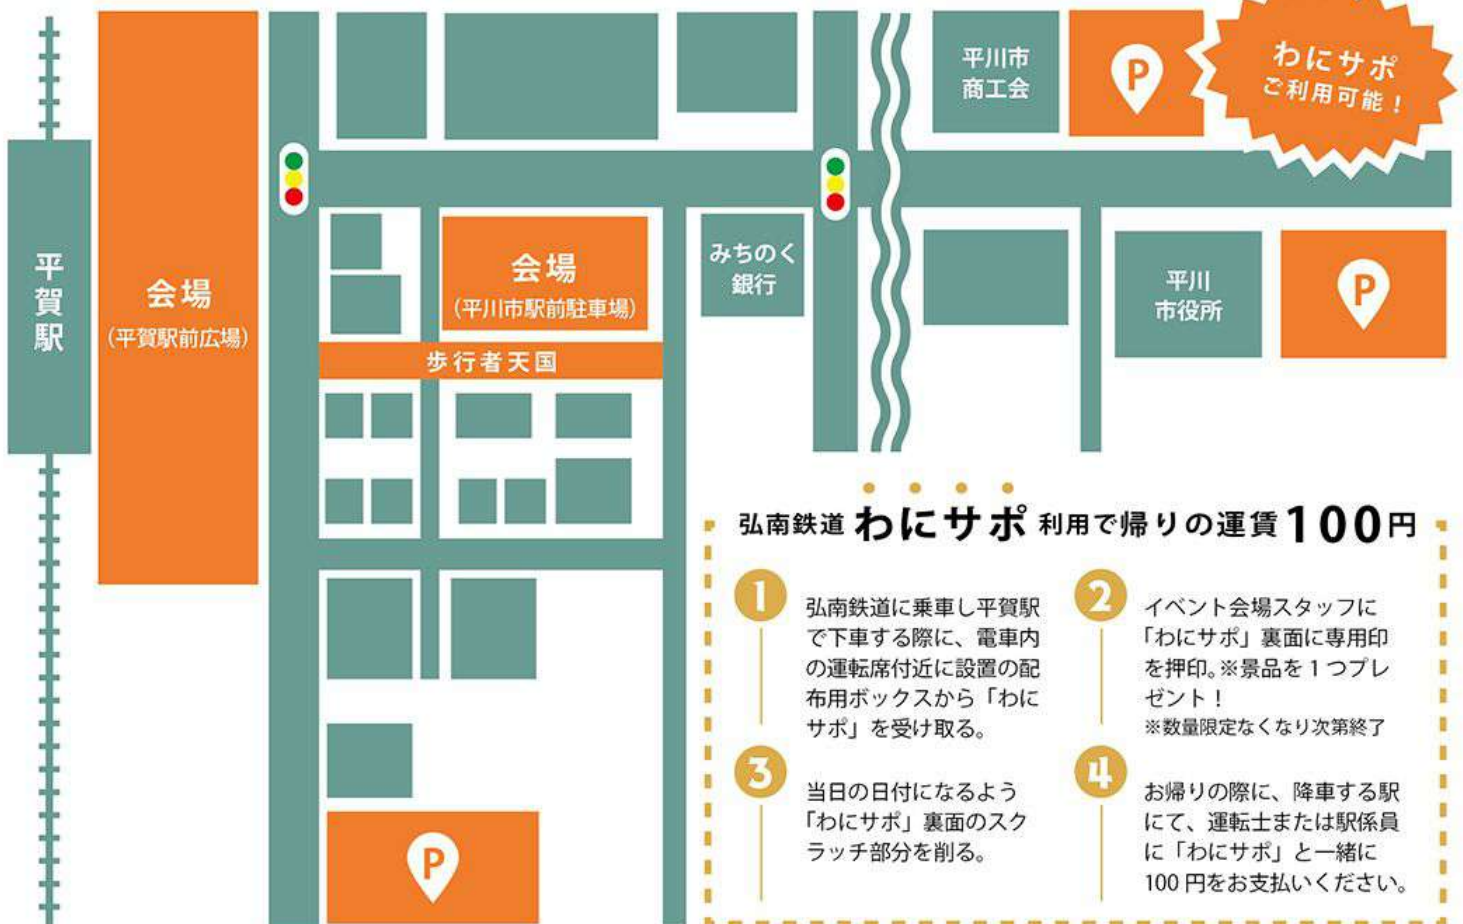 平川市
商工会
P
わにサポ
ご利用可能！
平賀駅
会場
（平賀駅前広場）
会場
（平川市駅前駐車場）
みちのく
銀行
平川
市役所
P
歩行者天国
弘南鉄道 わにサポ 利用で帰りの運賃100円
1
弘南鉄道に乗車し平賀駅
で下車する際に、電車内
の運転席付近に設置の配
布用ボックスから「わに
サポ」を受け取る。
2
イベント会場スタッフに
「わにサポ」裏面に専用印
を押印。※景品を1つプレ
ゼント！
※数量限定なくなり次第終了
3
当日の日付になるよう
「わにサポ」裏面のスク
ラッチ部分を削る。
4
お帰りの際に、降車する駅
にて、運転士または駅係員
に「わにサポ」と一緒に
100円をお支払いください。
P